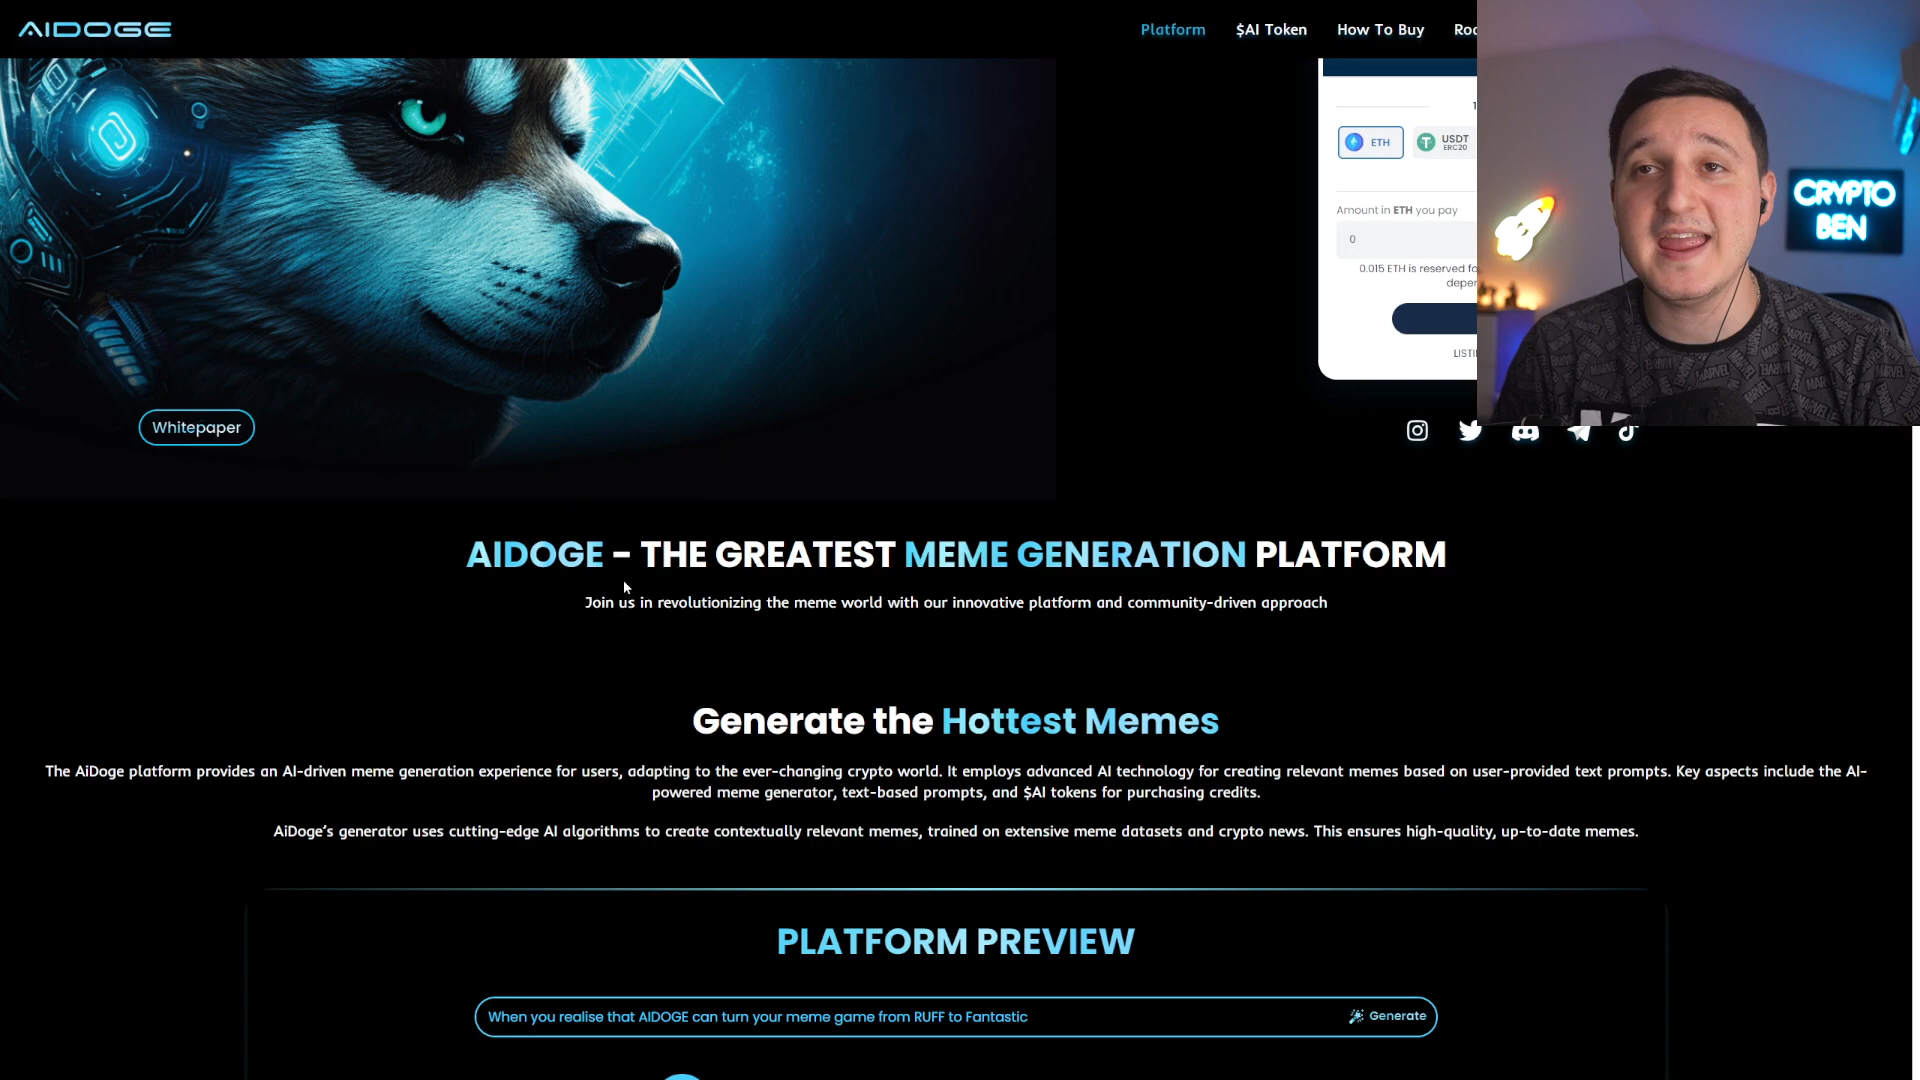 AIDOGE
Platform
$AI Token
How To Buy
ETH
USDT
ERC20
Amount in ETH you pay
0
0.015 ETH is reserved
CRYPTO
BEN
MARVEL
Whitepaper
AIDOGE - THE GREATEST MEME GENERATION PLATFORM
Join us in revolutionizing the meme world with our innovative platform and community-driven approach
Generate the Hottest Memes
The AiDoge platform provides an AI-driven meme generation experience for users, adapting to the ever-changing crypto world. It employs advanced AI technology for creating relevant memes based on user-provided text prompts. Key aspects include the AI-
powered meme generator, text-based prompts, and $AI tokens for purchasing credits.
AiDoge's generator uses cutting-edge AI algorithms to create contextually relevant memes, trained on extensive meme datasets and crypto news. This ensures high-quality, up-to-date memes.
PLATFORM PREVIEW
When you realise that AIDOGE can turn your meme game from RUFF to Fantastic
Generate